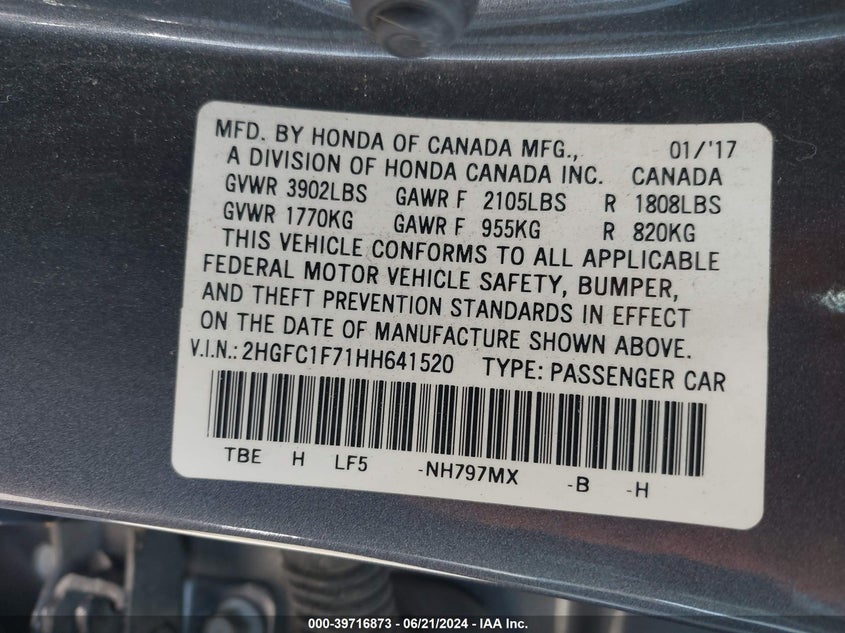 MFD. BY HONDA OF CANADA MFG., 01/'17
A DIVISION OF HONDA CANADA INC. CANADA
GVWR 3902LBS GAWR F 2105LBS R 1808LBS
GVWR 1770KG GAWR F 955KG R 820KG
THIS VEHICLE CONFORMS TO ALL APPLICABLE
FEDERAL MOTOR VEHICLE SAFETY, BUMPER,
AND THEFT PREVENTION STANDARDS IN EFFECT
ON THE DATE OF MANUFACTURE SHOWN ABOVE.
V.I.N.: 2HGFC1F71HH641520 TYPE: PASSENGER CAR
TBE H LF5 -NH797MX -B -H
000-39716873 / 06/21/2024 - IAA Inc.